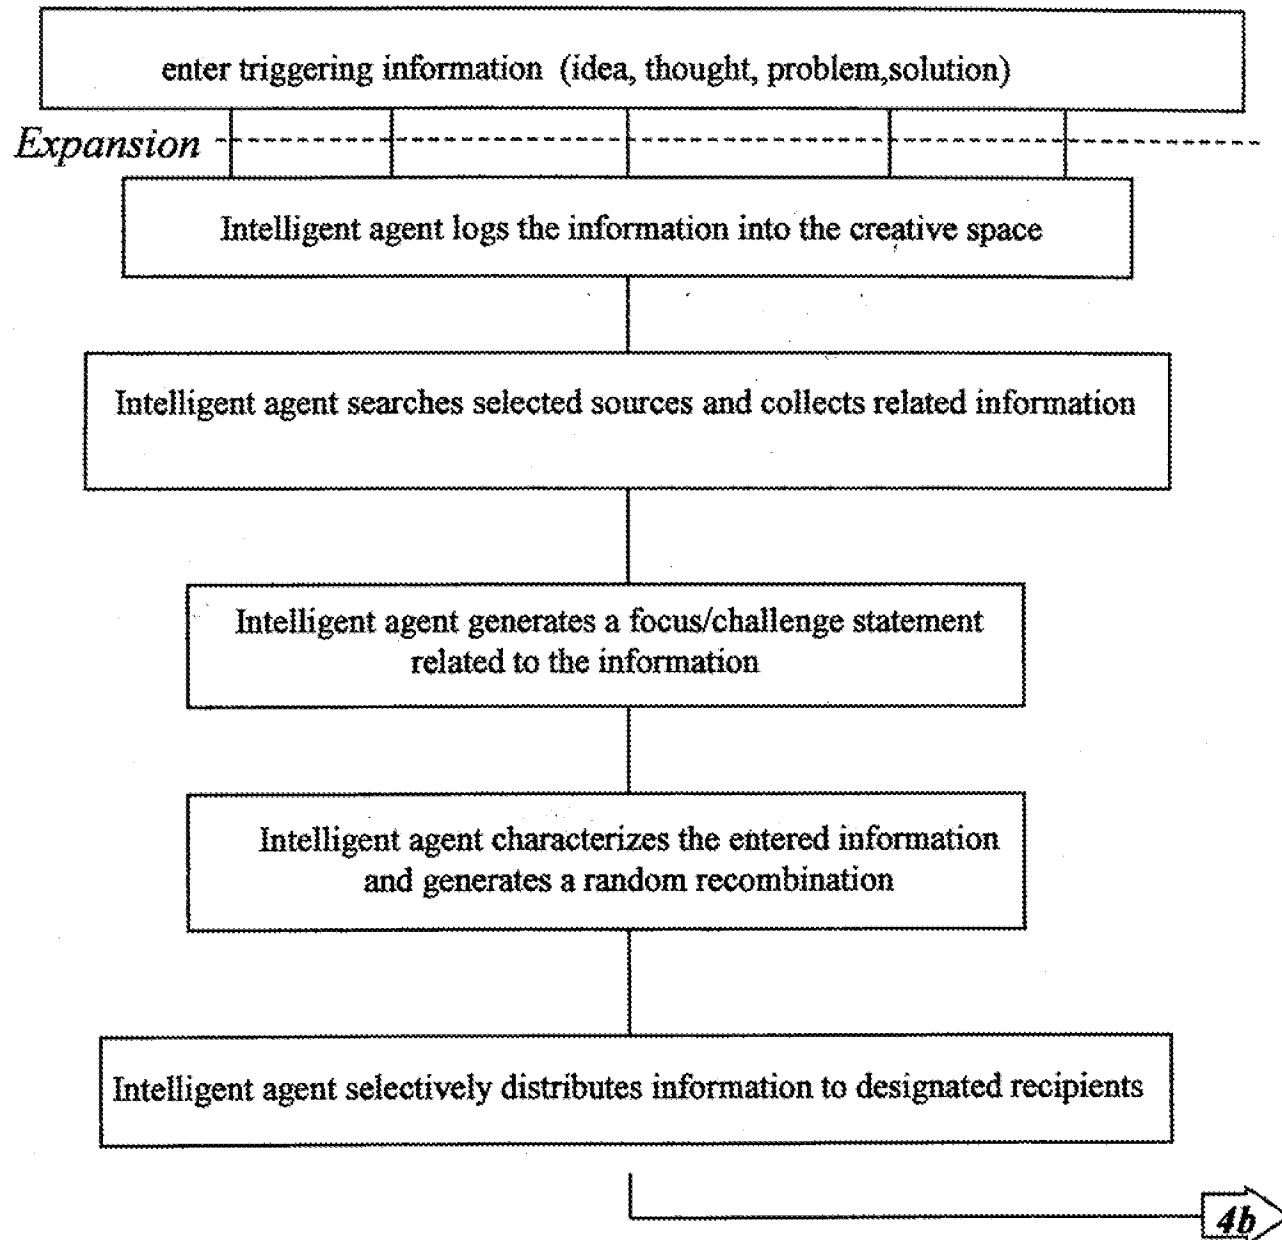 enter triggering information (idea, thought, problem,solution)
Expansion
Intelligent agent logs the information into the creative space
Intelligent agent searches selected sources and collects related information
Intelligent agent generates a focus/challenge statement
related to the information
Intelligent agent characterizes the entered information
and generates a random recombination
Intelligent agent selectively distributes information to designated recipients
4b